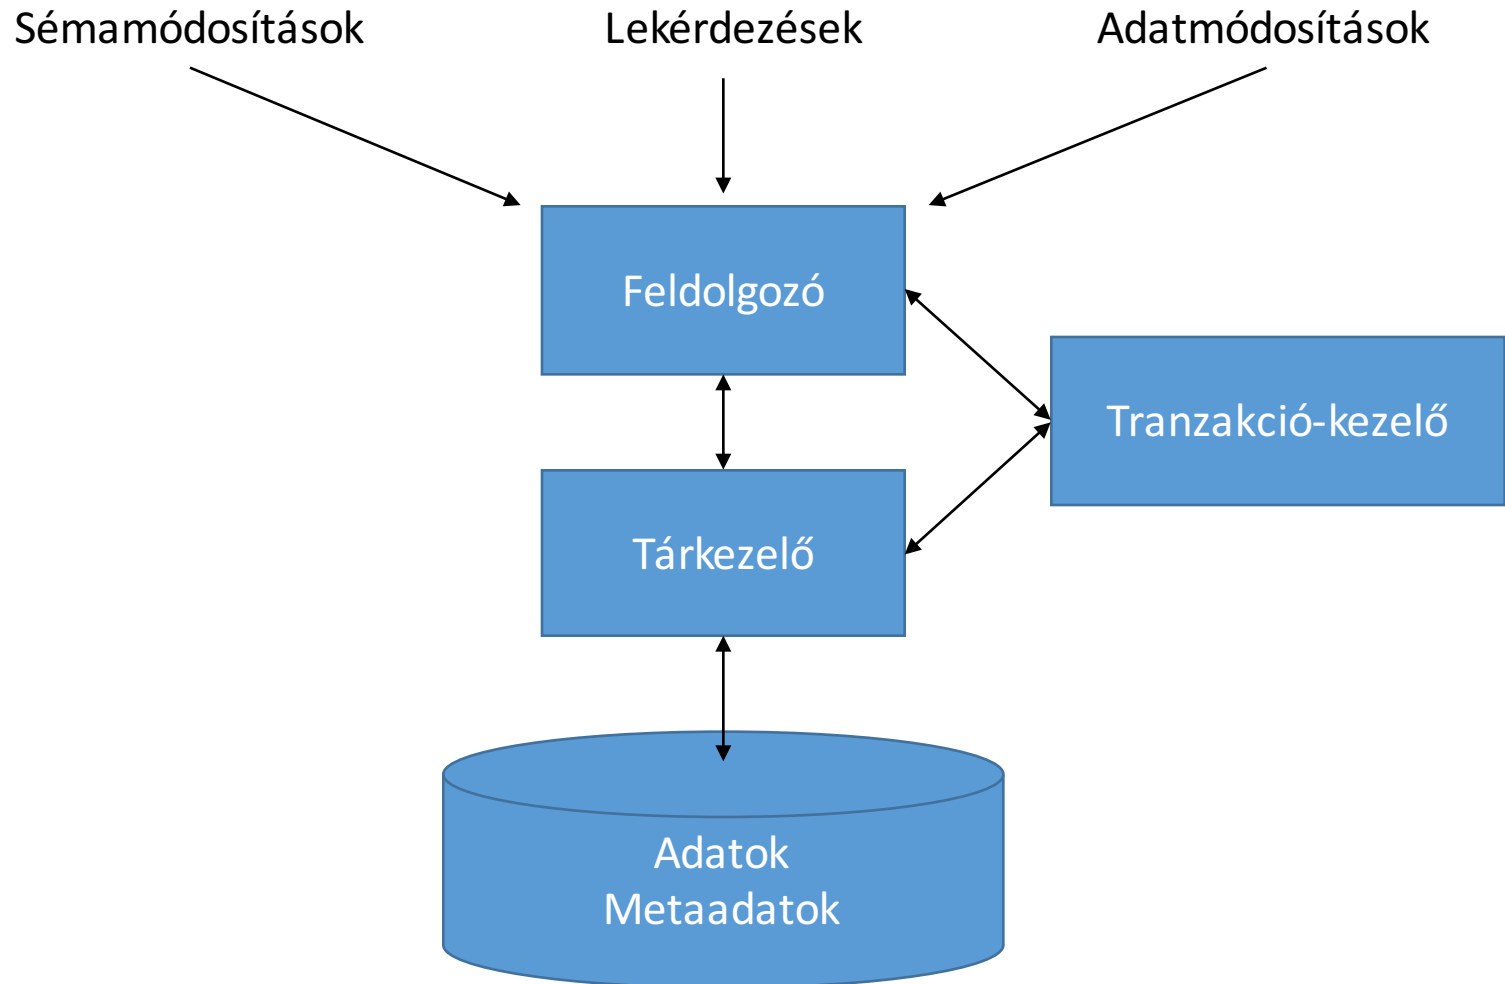 Sémamódosítások
Lekérdezések
Adatmódosítások
Feldolgozó
Tranzakció-kezelő
Tárkezelő
Adatok
Metaadatok